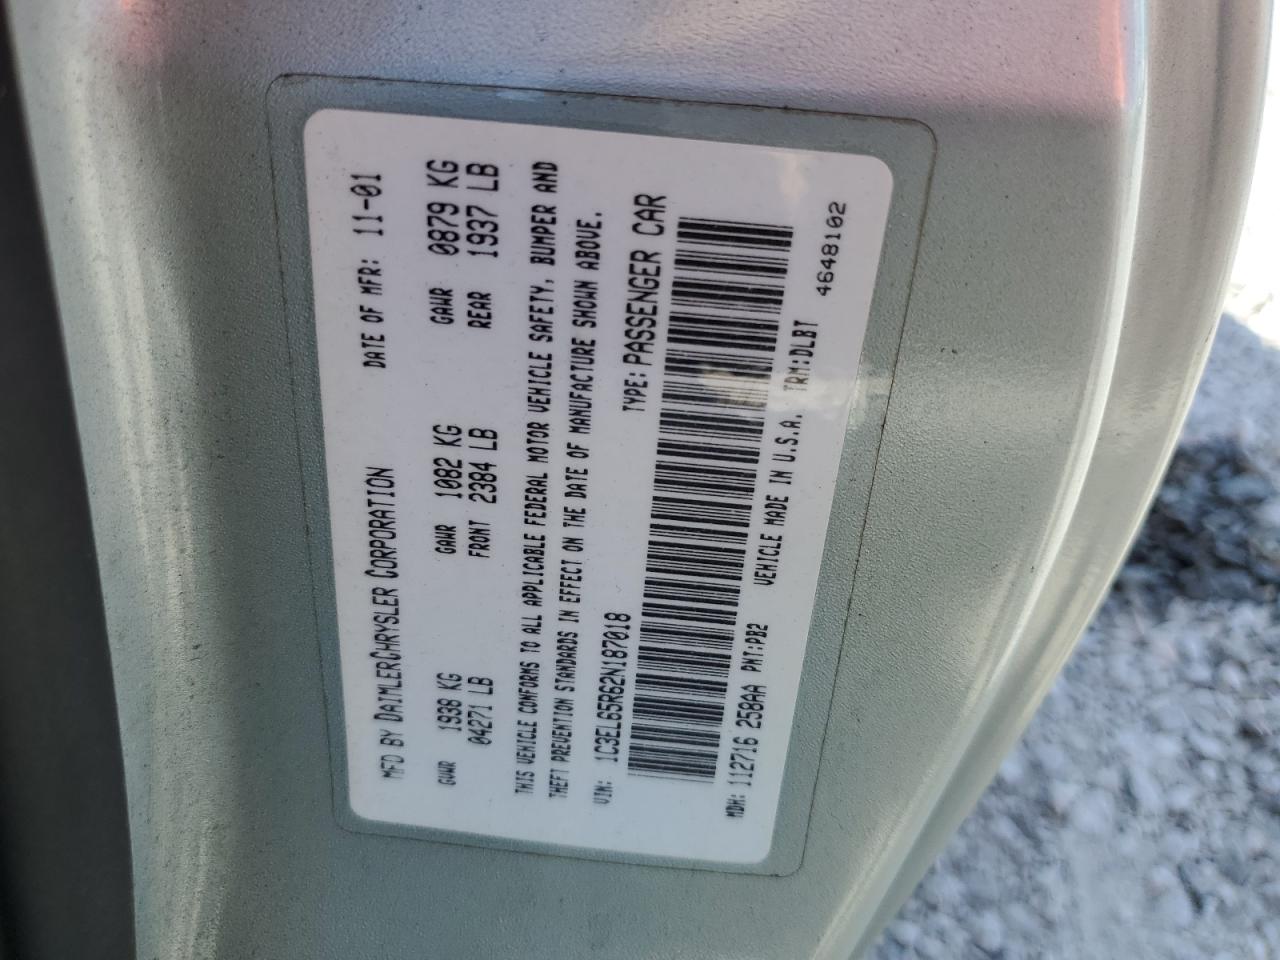 MFD BY DAIMLERCHRYSLER CORPORATION DATE OF MFR: 11-01
GVWR 1938 KG GAWR 1082 KG GAWR 0879 KG
04271 LB FRONT 2384 LB REAR 1937 LB
THIS VEHICLE CONFORMS TO ALL APPLICABLE FEDERAL MOTOR VEHICLE SAFETY, BUMPER AND
THEFT PREVENTION STANDARDS IN EFFECT ON THE DATE OF MANUFACTURE SHOWN ABOVE.
VIN: 1C3EL65R62N187018 TYPE: PASSENGER CAR
MDH: 112716 258AA PNT:PB2 VEHICLE MADE IN U.S.A. TRM:DLBT
4648102